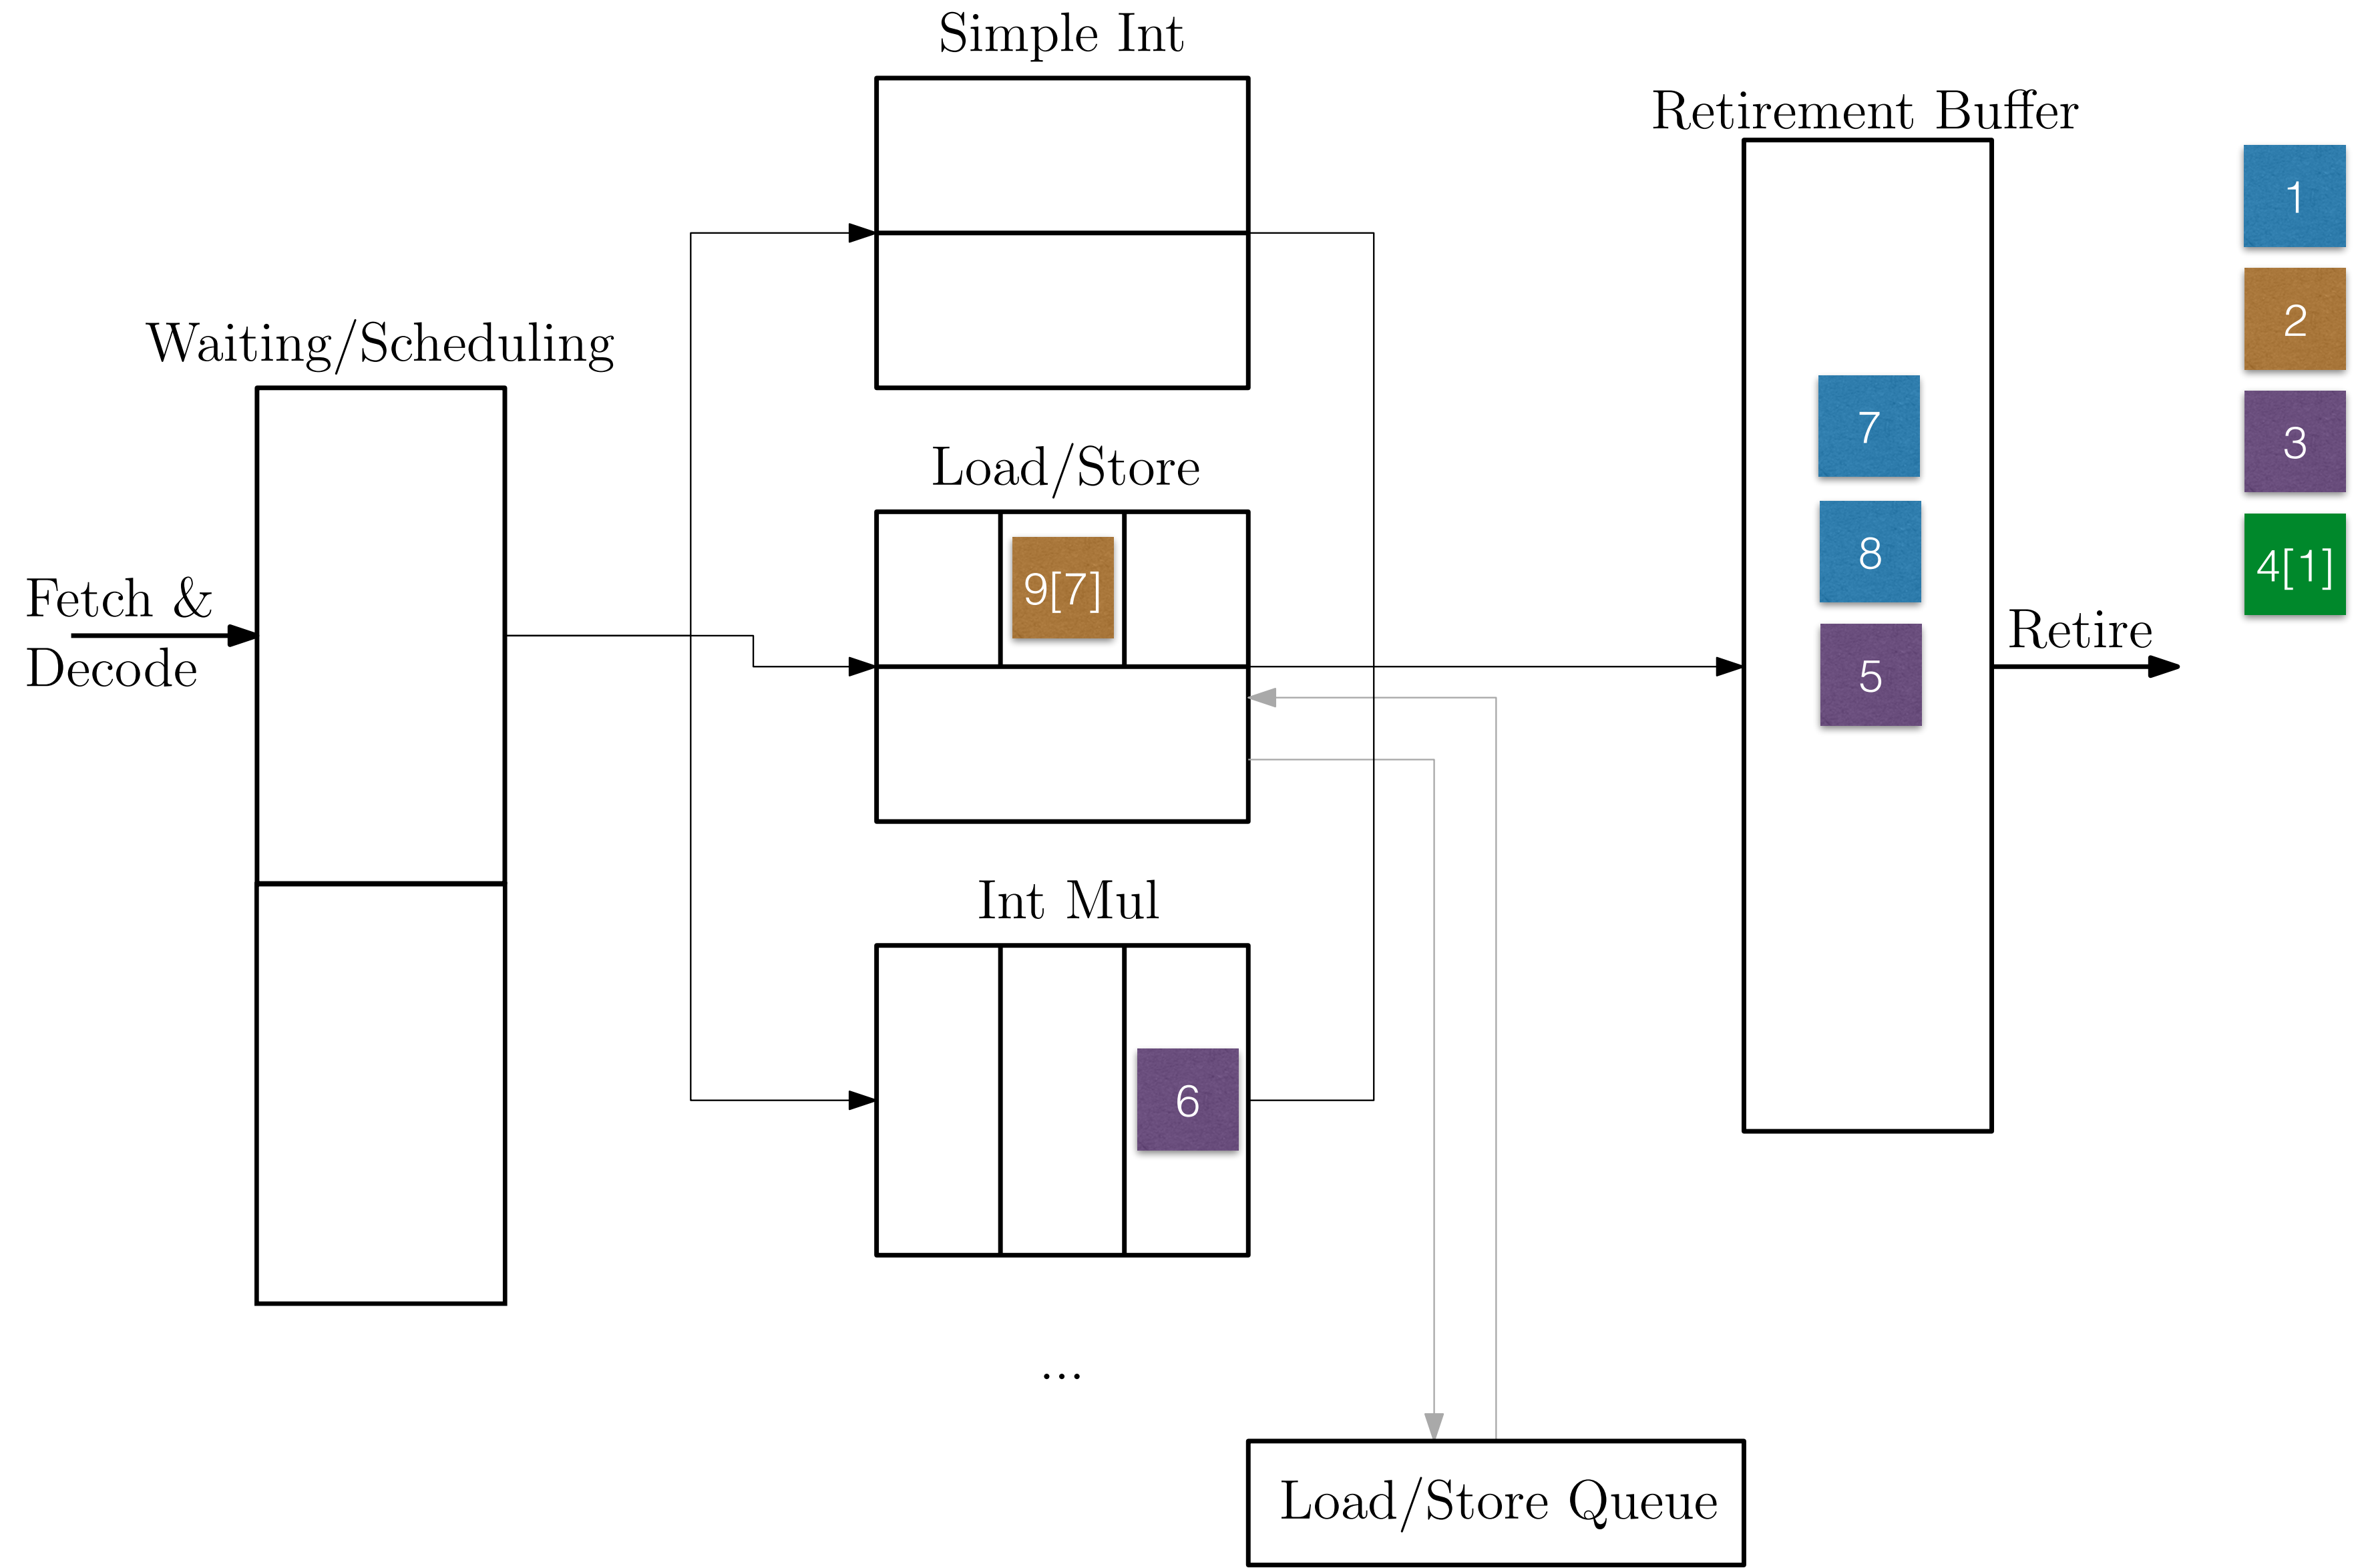 Simple Int
Retirement Buffer
1
2
Waiting/Scheduling
7
3
Load/Store
8
4[1]
9[7]
Fetch &
Decode
5
Retire
Int Mul
6
...
Load/Store Queue